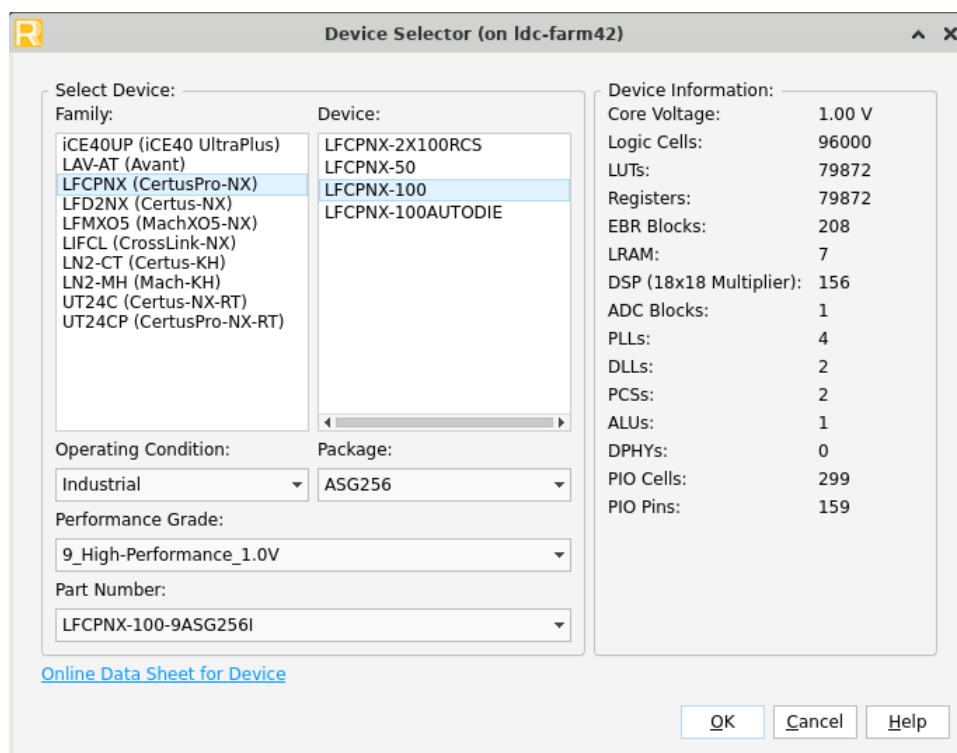 R
Device Selector (on ldc-farm42)
Select Device:
Family:
iCE40UP (iCE40 UltraPlus)
LAV-AT (Avant)
LFCPNX (CertusPro-NX)
LFD2NX (Certus-NX)
LFMXO5 (MachXO5-NX)
LIFCL (CrossLink-NX)
LN2-CT (Certus-KH)
LN2-MH (Mach-KH)
UT24C (Certus-NX-RT)
UT24CP (CertusPro-NX-RT)
Device:
LFCPNX-2X100RCS
LFCPNX-50
LFCPNX-100
LFCPNX-100AUTODIE
Operating Condition:
Industrial
Package:
ASG256
Performance Grade:
9_High-Performance_1.0V
Part Number:
LFCPNX-100-9ASG256I
Device Information:
Core Voltage: 1.00 V
Logic Cells: 96000
LUTs: 79872
Registers: 79872
EBR Blocks: 208
LRAM: 7
DSP (18x18 Multiplier): 156
ADC Blocks: 1
PLLs: 4
DLLs: 2
PCSs: 2
ALUs: 1
DPHYs: 0
PIO Cells: 299
PIO Pins: 159
Online Data Sheet for Device
OK
Cancel
Help